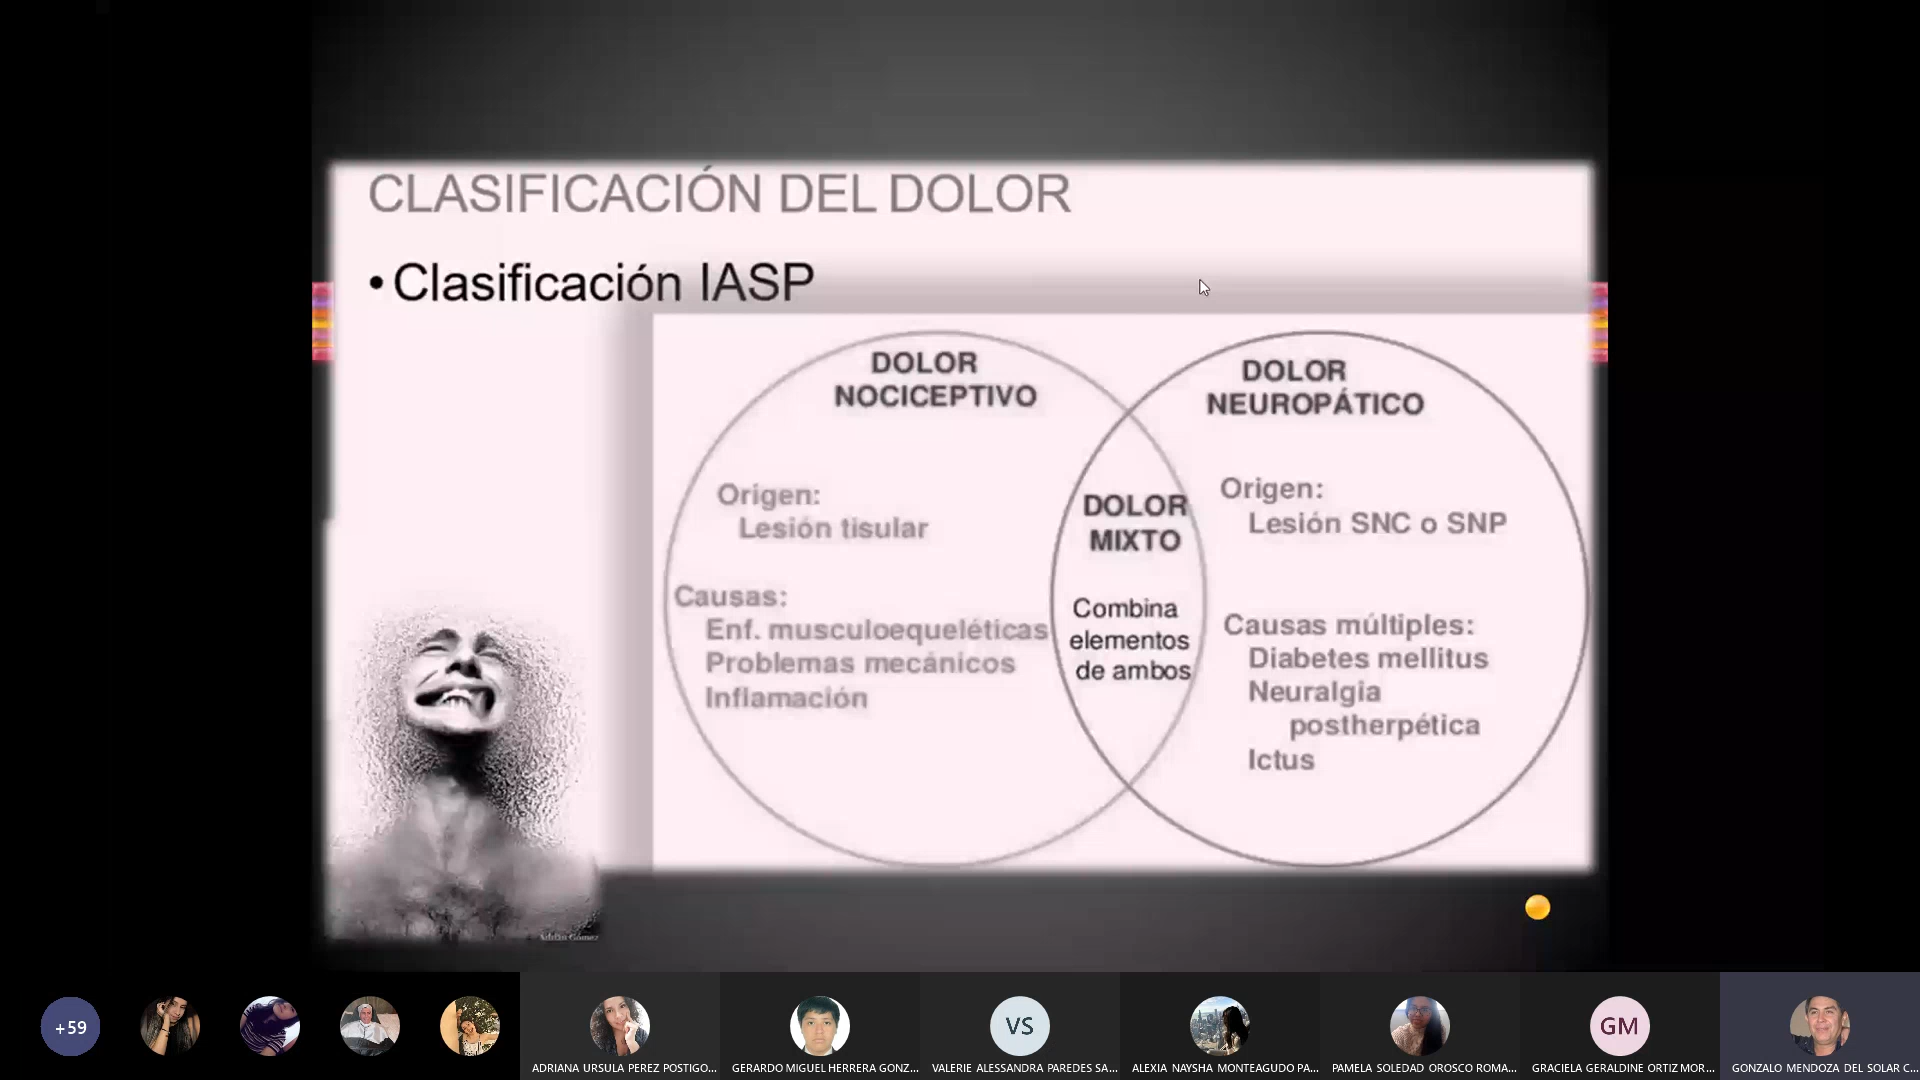 CLASIFICACIÓN DEL DOLOR
• Clasificación IASP
DOLOR
NOCICEPTIVO
Origen:
Lesión tisular
Causas:
Enf. musculoequeléticas
Problemas mecánicos
Inflamación
DOLOR
MIXTO
Combina
elementos
de ambos
DOLOR
NEUROPÁTICO
Origen:
Lesión SNC o SNP
Causas múltiples:
Diabetes mellitus
Neuralgia
postherpética
Ictus
Adrián Gómez
+59
VS
GM
ADRIANA URSULA PEREZ POSTIGO...
GERARDO MIGUEL HERRERA GONZ...
VALERIE ALESSANDRA PAREDES SA...
ALEXIA NAYSHA MONTEAGUDO PA...
PAMELA SOLEDAD OROSCO ROMA...
GRACIELA GERALDINE ORTIZ MOR...
GONZALO MENDOZA DEL SOLAR C...